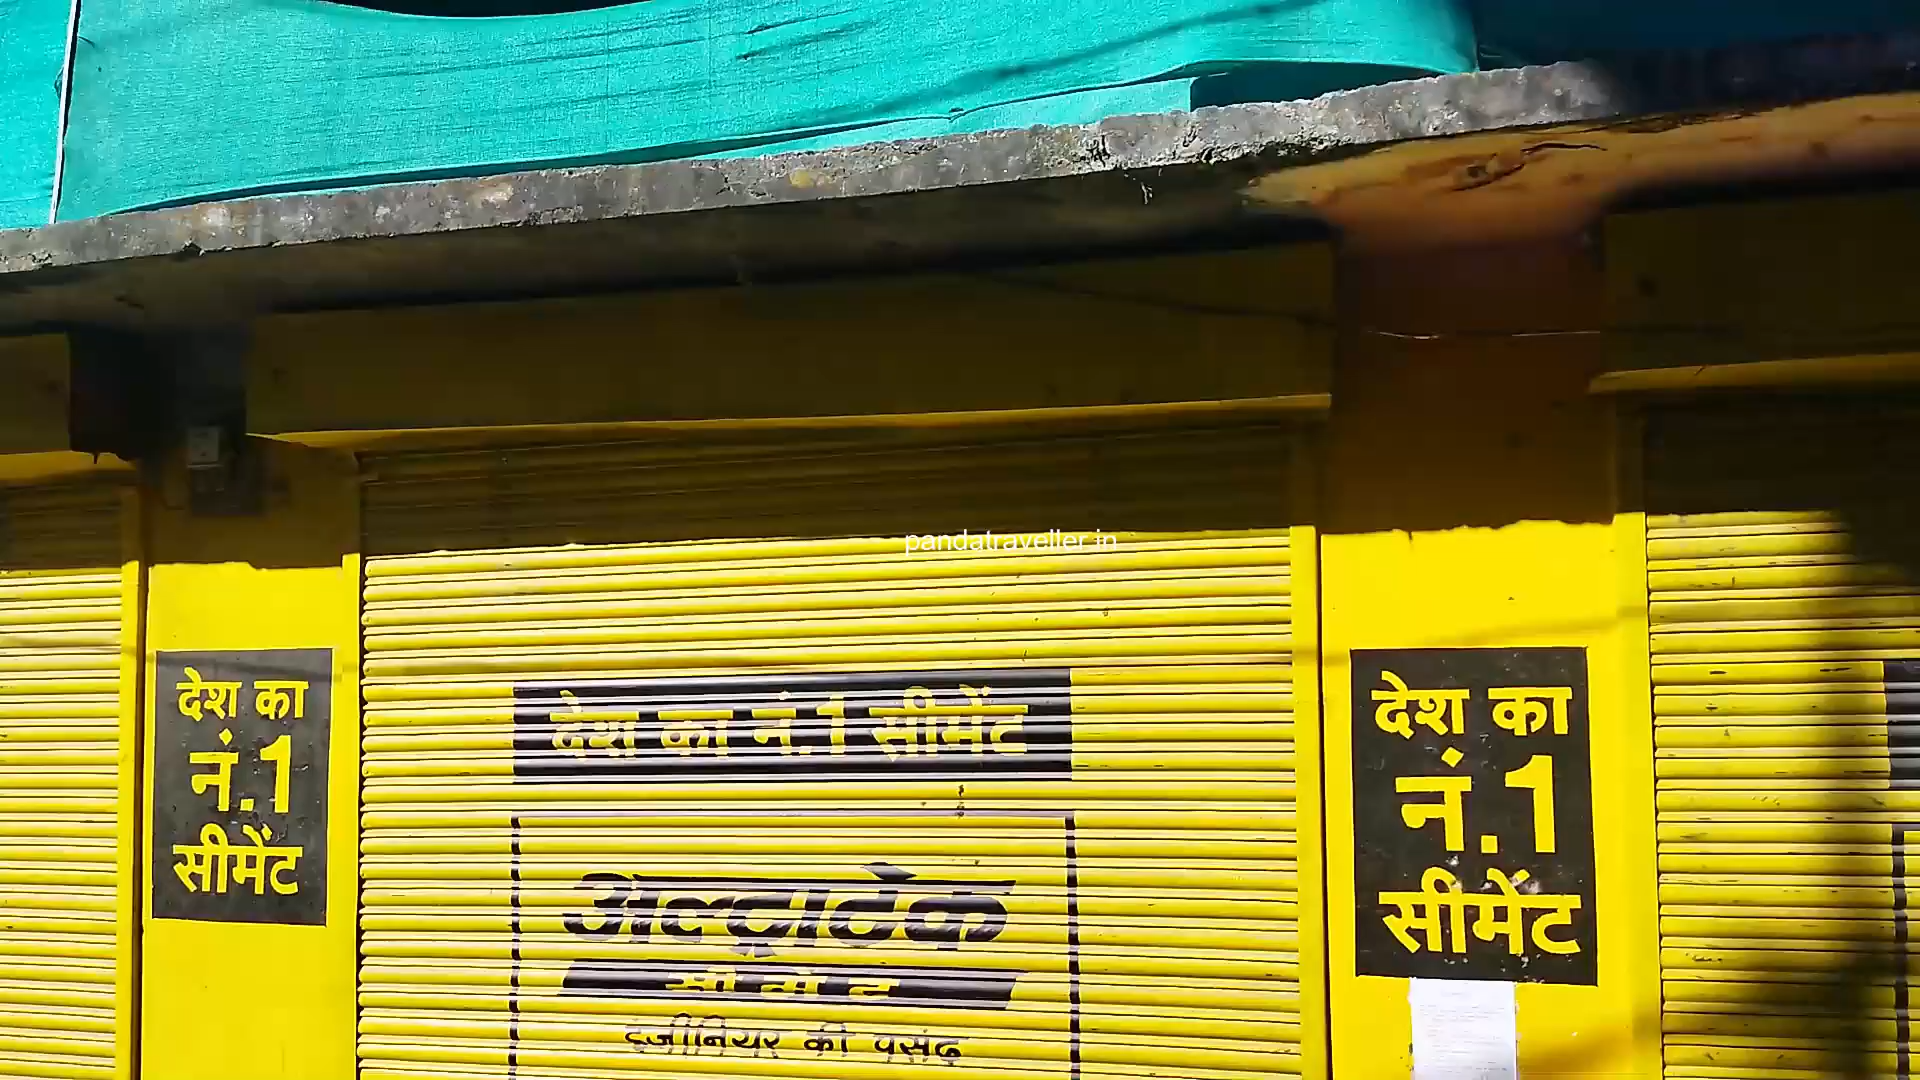 pandatraveller.in
देश का
नं.1
सीमेंट
देश का नं.1 सीमेंट
अल्ट्राटेक
सीमेंट
इंजीनियर की पसंद
देश का
नं.1
सीमेंट